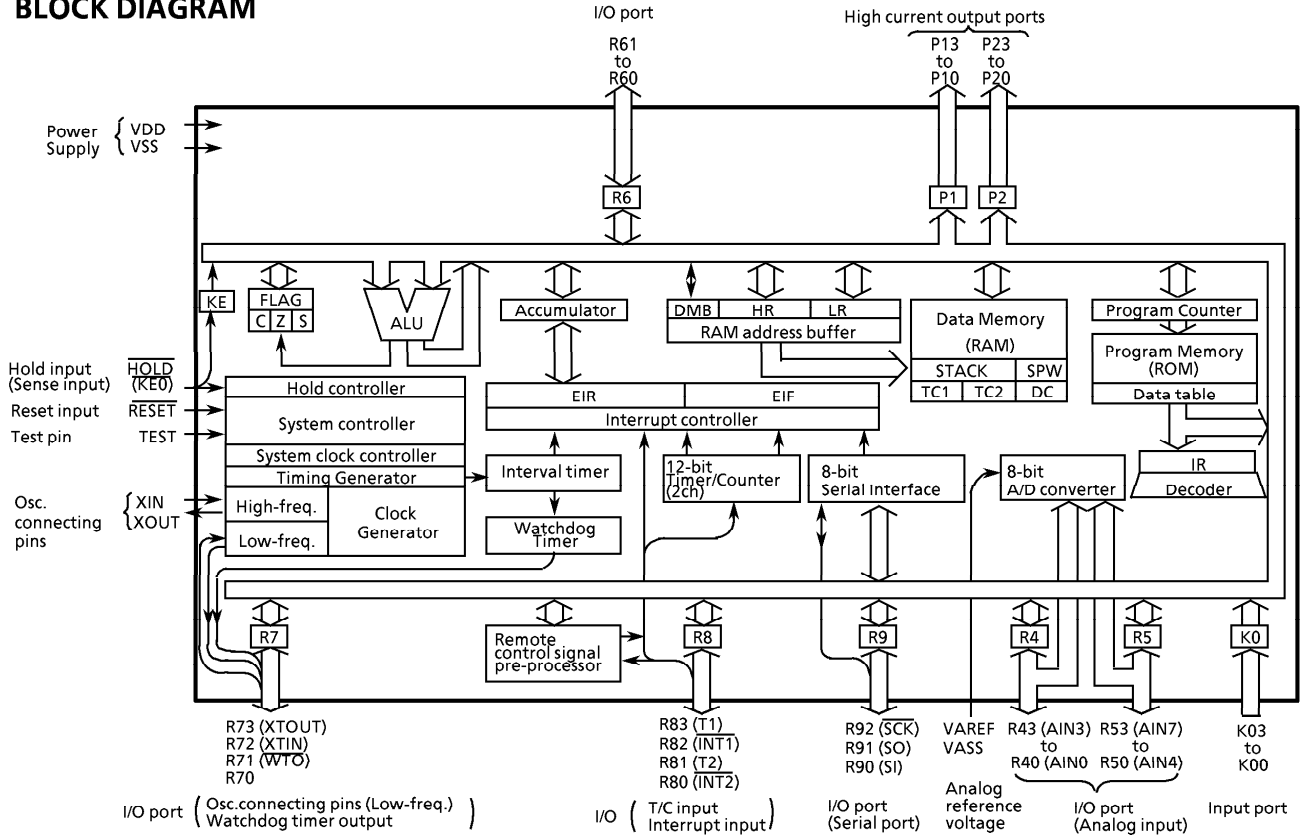 BLOCK DIAGRAM
I/O port
High current output ports
R61
to
R60
P13
to
P10
P23
to
P20
Power
Supply
VDD
VSS
R6
P1
P2
KE
FLAG
C Z S
ALU
Accumulator
DMB
HR
LR
RAM address buffer
Data Memory
(RAM)
STACK
SPW
TC1
TC2
DC
Program Counter
Program Memory
(ROM)
Data table
Hold input
(Sense input)
HOLD
(KE0)
Reset input
RESET
Test pin
TEST
Hold controller
System controller
System clock controller
Timing Generator
High-freq.
Low-freq.
Clock
Generator
EIR
EIF
Interrupt controller
Interval timer
Watchdog
Timer
12-bit
Timer/Counter
(2ch)
8-bit
Serial Interface
8-bit
A/D converter
IR
Decoder
Osc.
connecting
pins
XIN
XOUT
R7
Remote
control signal
pre-processor
R8
R9
R4
R5
K0
R73 (XTOUT)
R72 (XTIN)
R71 (WTO)
R70
R83 (T1)
R82 (INT1)
R81 (T2)
R80 (INT2)
R92 (SCK)
R91 (SO)
R90 (SI)
VAREF
VASS
R43 (AIN3)
to
R40 (AIN0
R53 (AIN7)
to
R50 (AIN4)
K03
to
K00
I/O port
(Osc.connecting pins (Low-freq.)
Watchdog timer output)
I/O
(T/C input
Interrupt input)
I/O port
(Serial port)
Analog
reference
voltage
I/O port
(Analog input)
Input port